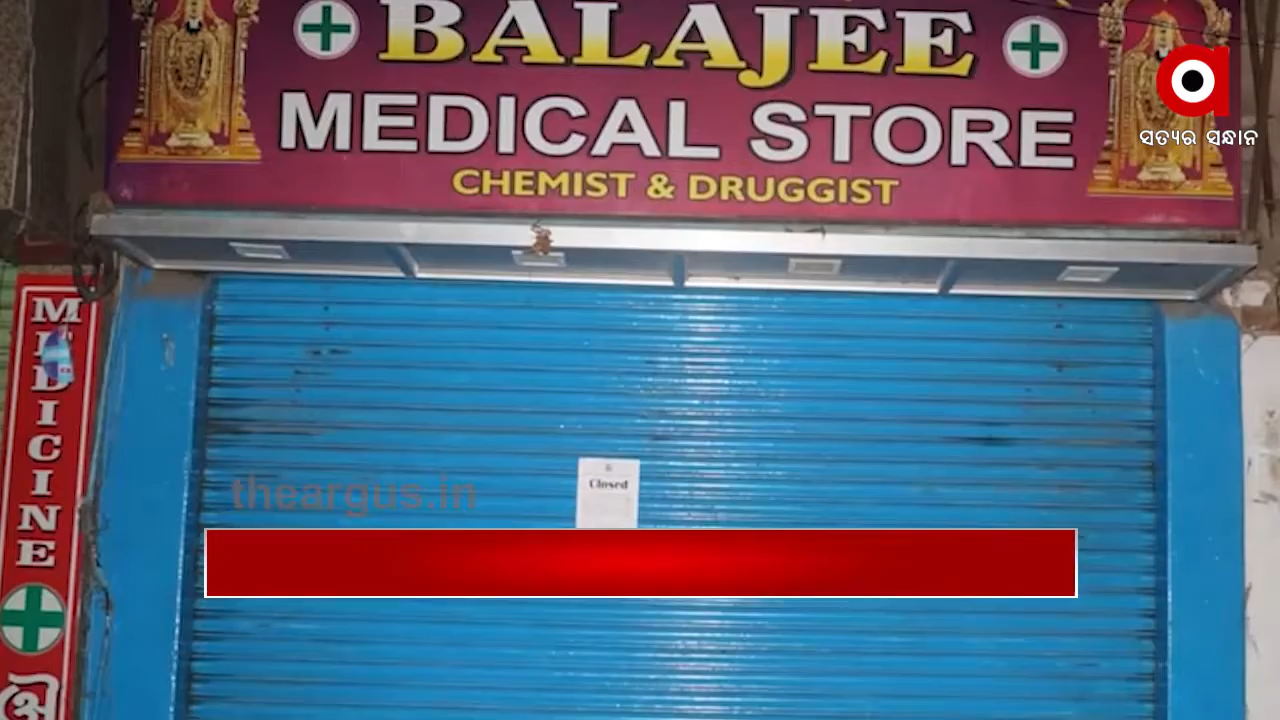 BALAJEE
MEDICAL STORE
CHEMIST & DRUGGIST
ସତ୍ୟର ସନ୍ଧାନ
MEDICINE
Closed
theargus.in